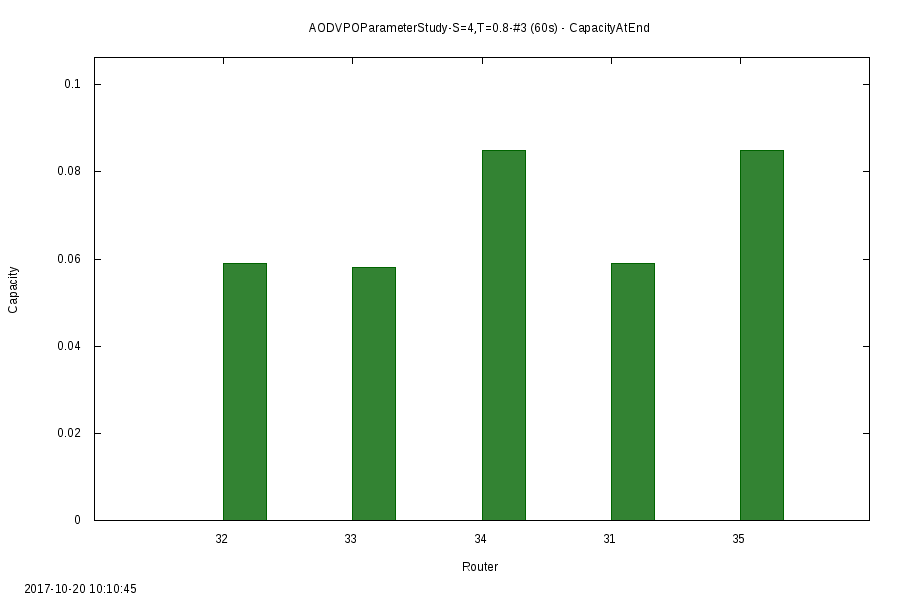 AODVPOParameterStudy-S=4,T=0.8-#3 (60s) - CapacityAtEnd
0.1
0.08
0.06
0.04
0.02
0
Capacity
32 33 34 31 35
Router
2017-10-20 10:10:45